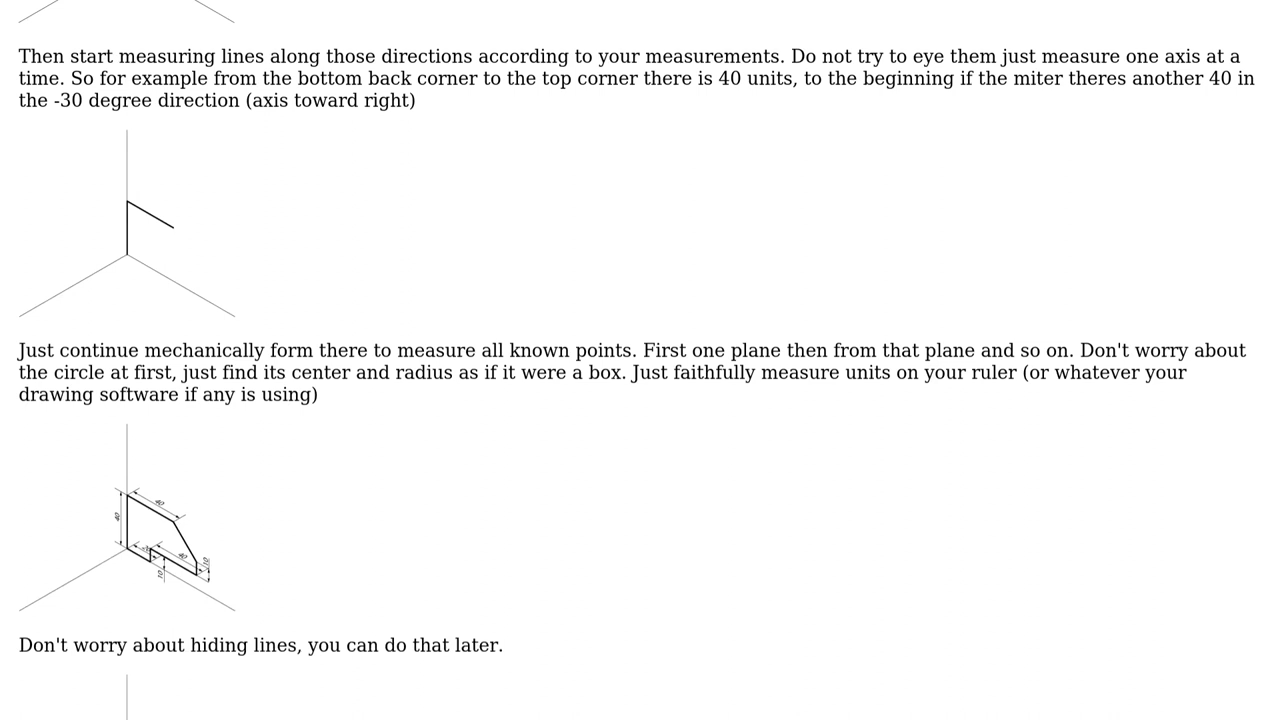 Then start measuring lines along those directions according to your measurements. Do not try to eye them just measure one axis at a
time. So for example from the bottom back corner to the top corner there is 40 units, to the beginning if the miter theres another 40 in
the -30 degree direction (axis toward right)
Just continue mechanically form there to measure all known points. First one plane then from that plane and so on. Don't worry about
the circle at first, just find its center and radius as if it were a box. Just faithfully measure units on your ruler (or whatever your
drawing software if any is using)
40
40
20
40
10
10
Don't worry about hiding lines, you can do that later.